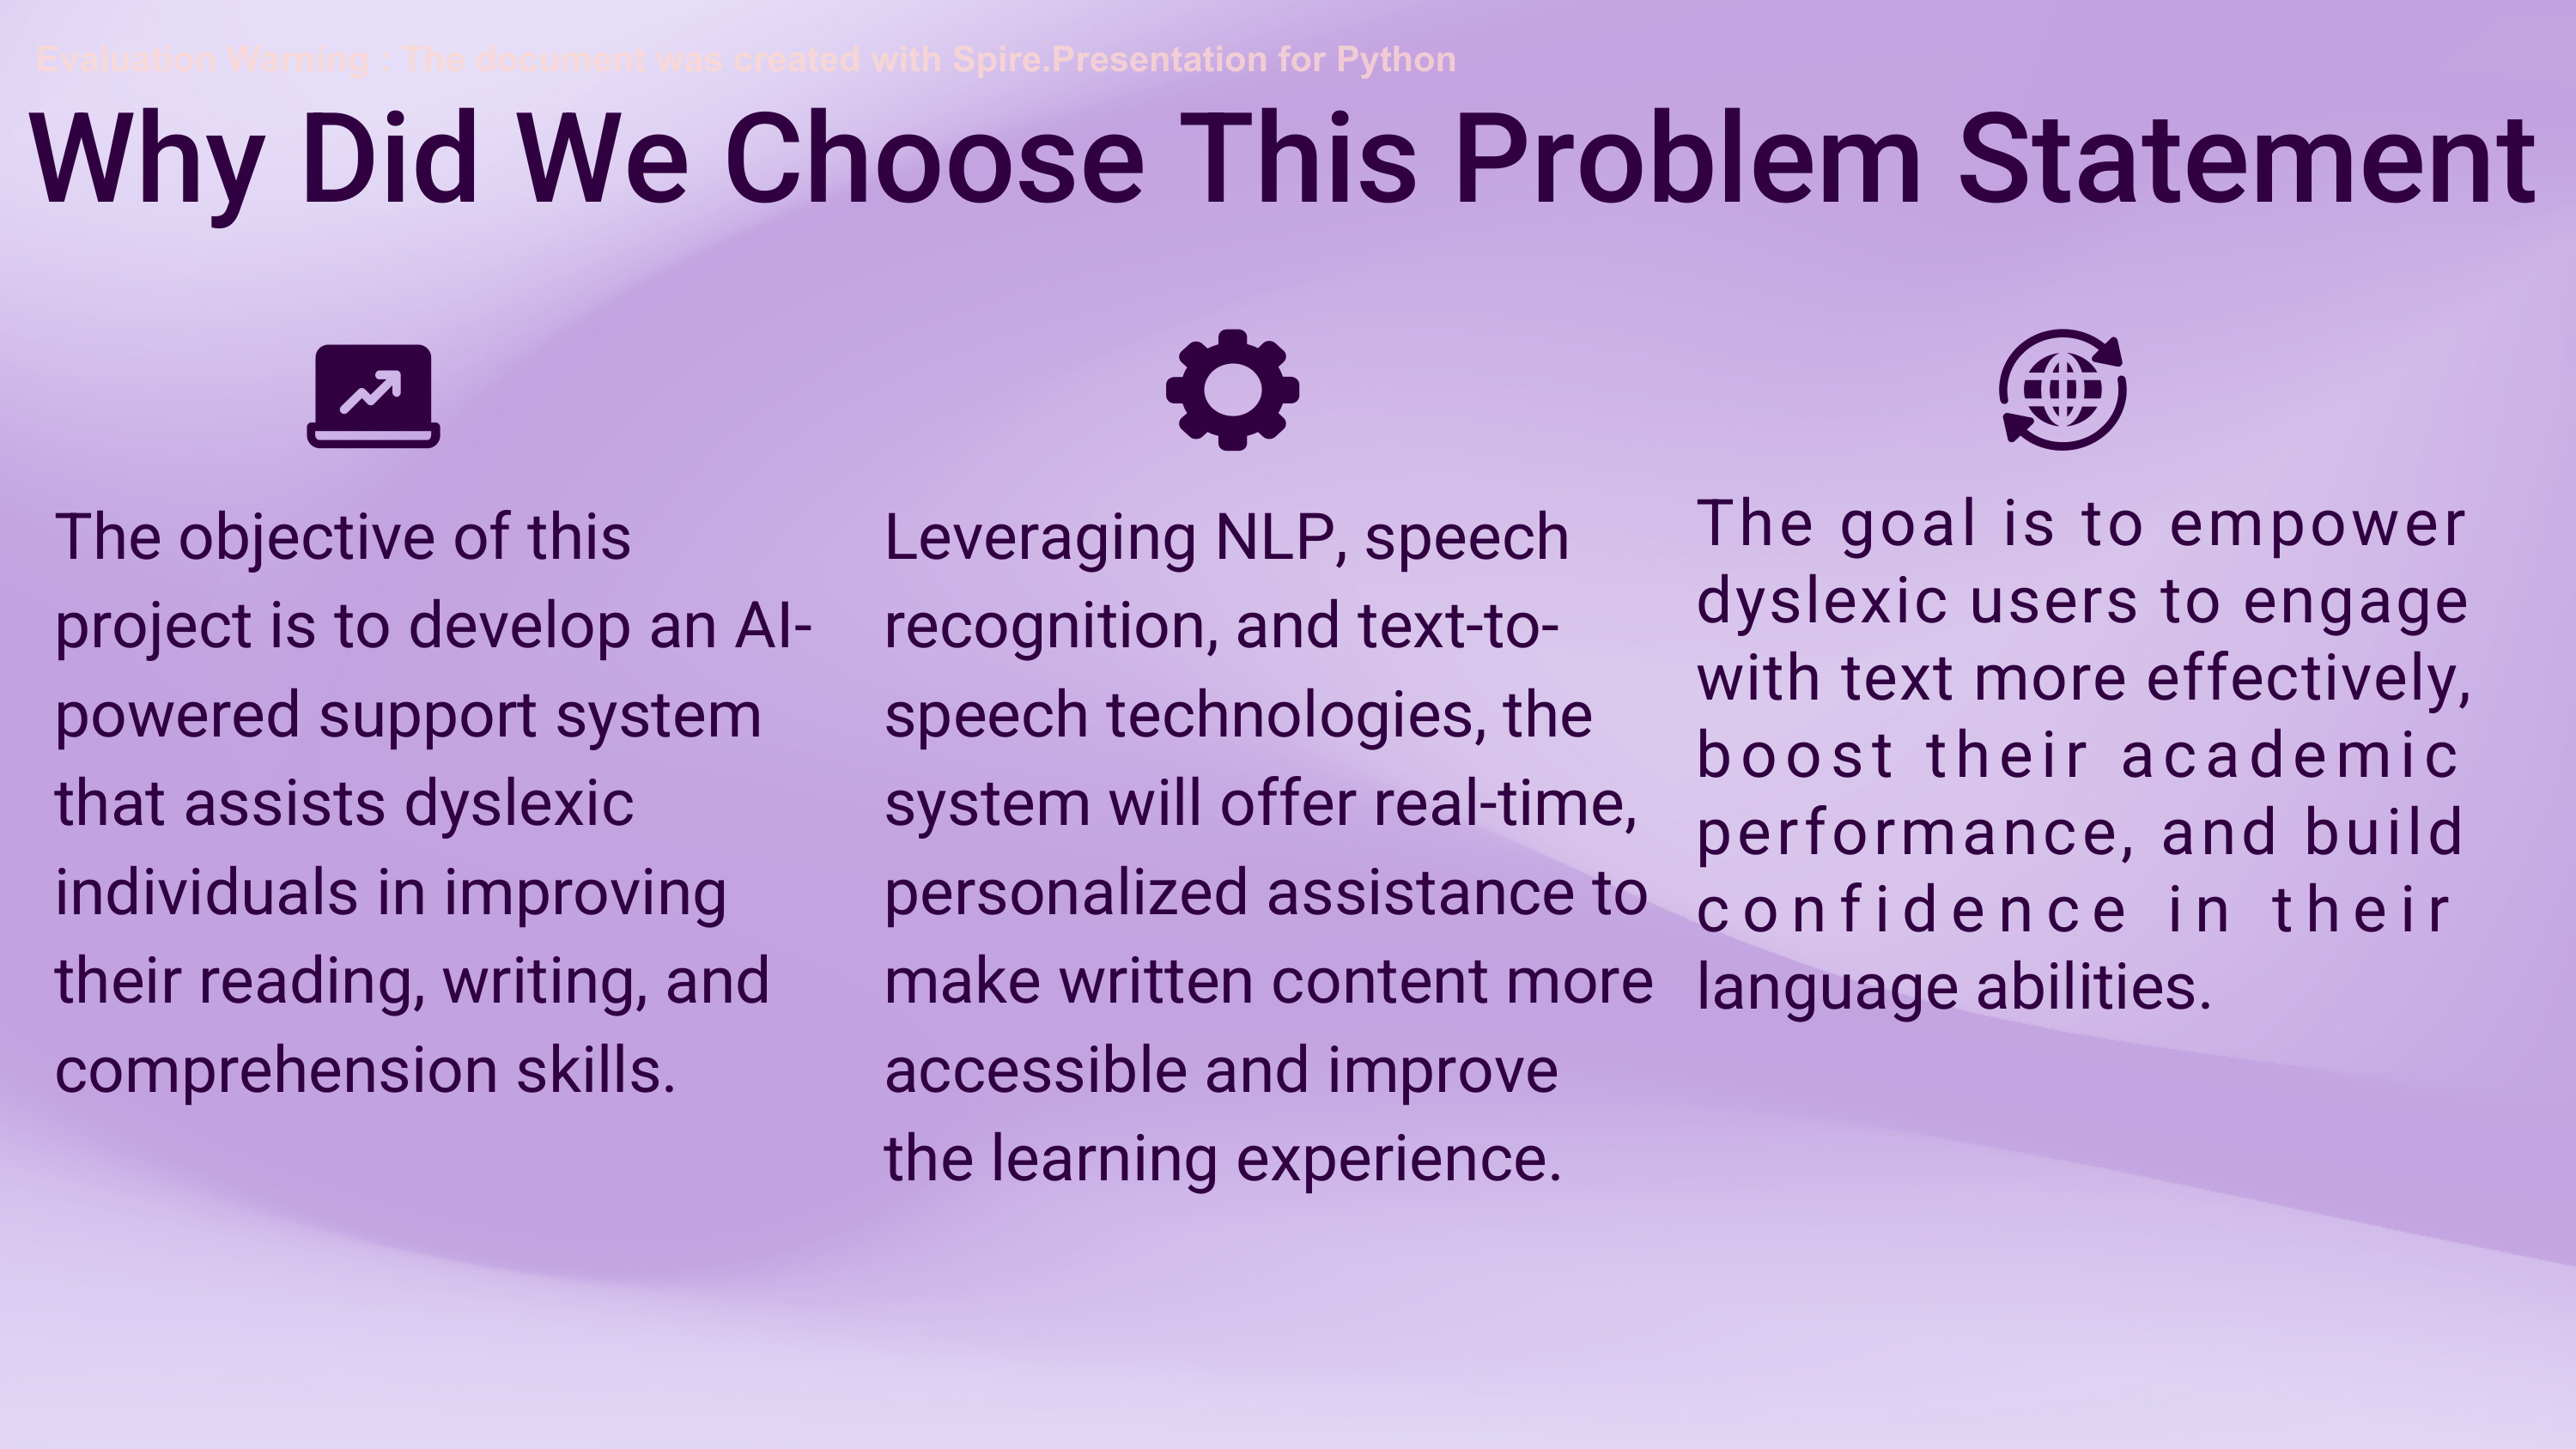 Evaluation Warning : The document was created with Spire.Presentation for Python
Why Did We Choose This Problem Statement
The objective of this
project is to develop an AI-
powered support system
that assists dyslexic
individuals in improving
their reading, writing, and
comprehension skills.
Leveraging NLP, speech
recognition, and text-to-
speech technologies, the
system will offer real-time,
personalized assistance to
make written content more
accessible and improve
the learning experience.
The goal is to empower
dyslexic users to engage
with text more effectively,
boost their academic
performance, and build
confidence in their
language abilities.